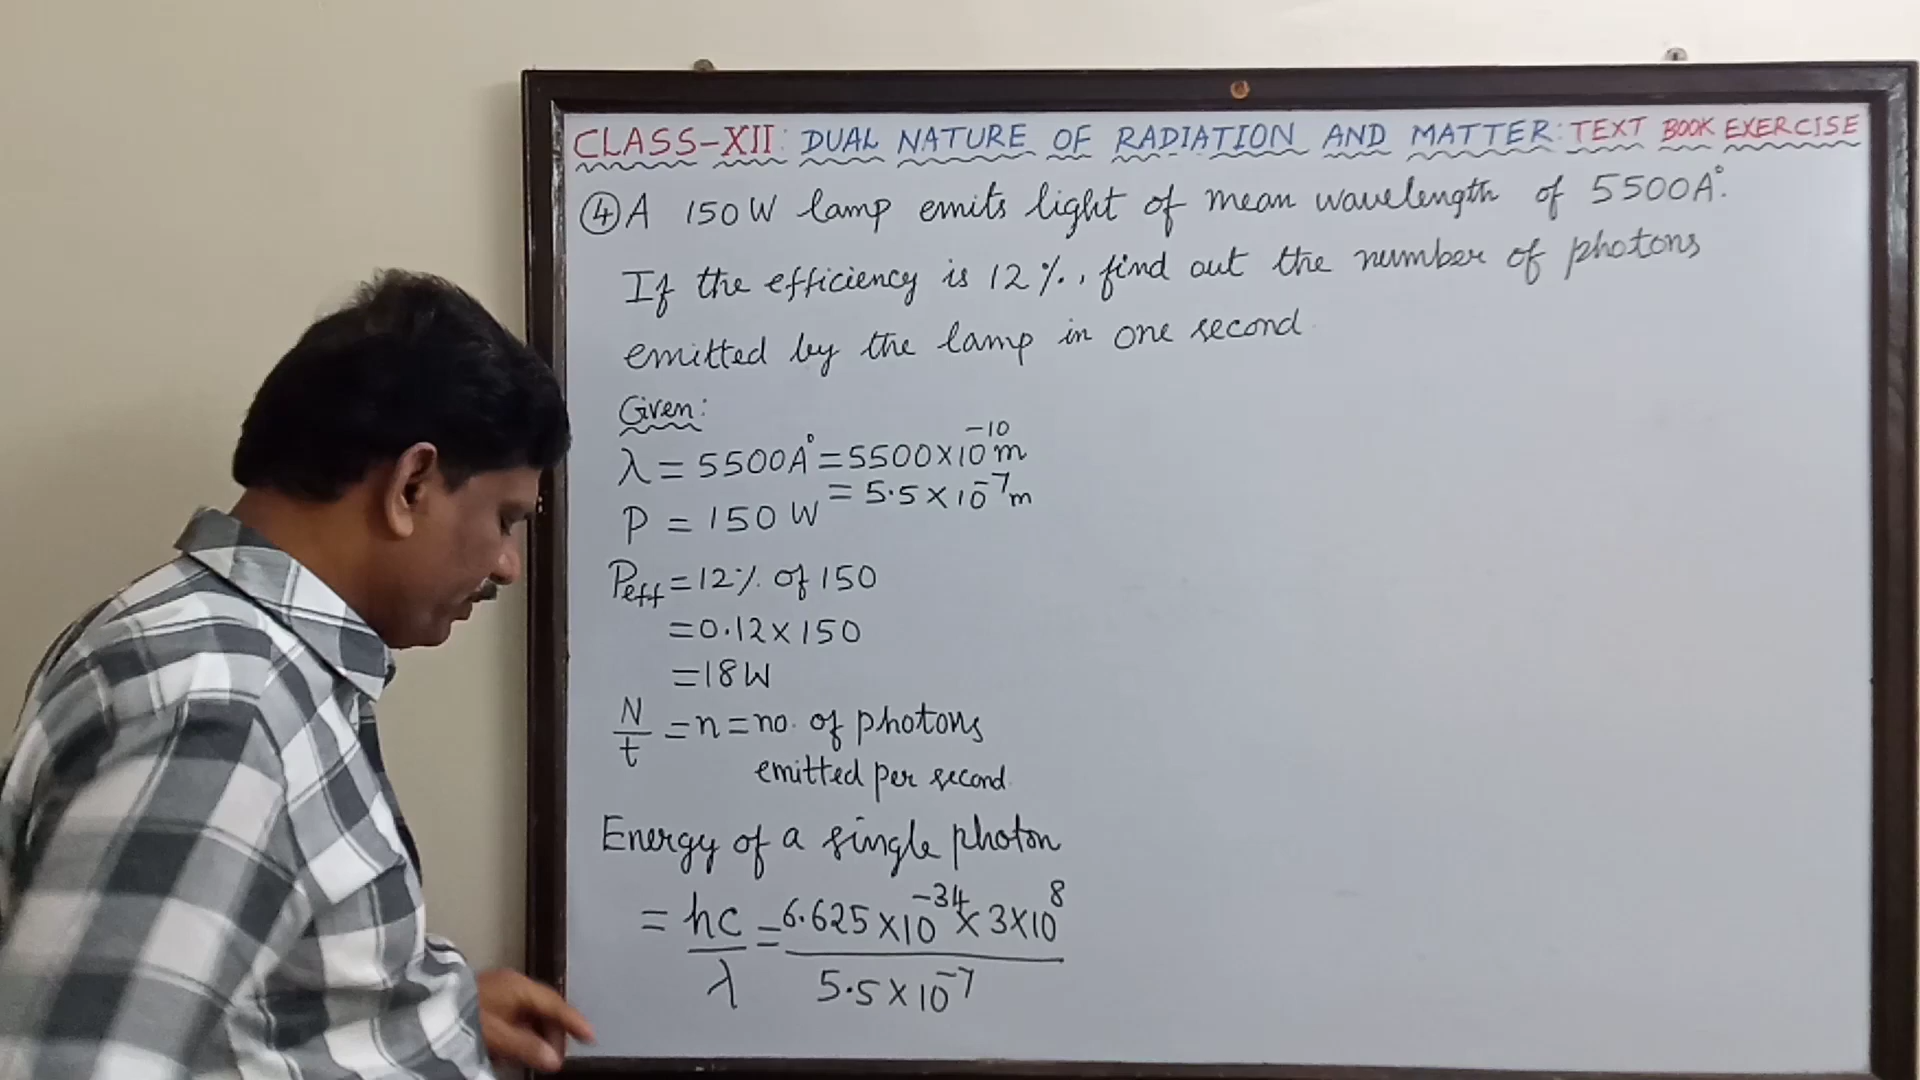 CLASS-XII: DUAL NATURE OF RADIATION AND MATTER: TEXT BOOK EXERCISE
④ A 150 W lamp emits light of mean wavelength of 5500A°.
If the efficiency is 12%., find out the number of photons
emitted by the lamp in one second.
Given:
λ = 5500A° = 5500×10⁻¹⁰ m
= 5.5×10⁻⁷ m
P = 150 W
Peff = 12% of 150
= 0.12×150
= 18W
N/t = n = no. of photons
emitted per second.
Energy of a single photon
= hc/λ = 6.625×10⁻³⁴ × 3×10⁸ / 5.5×10⁻⁷